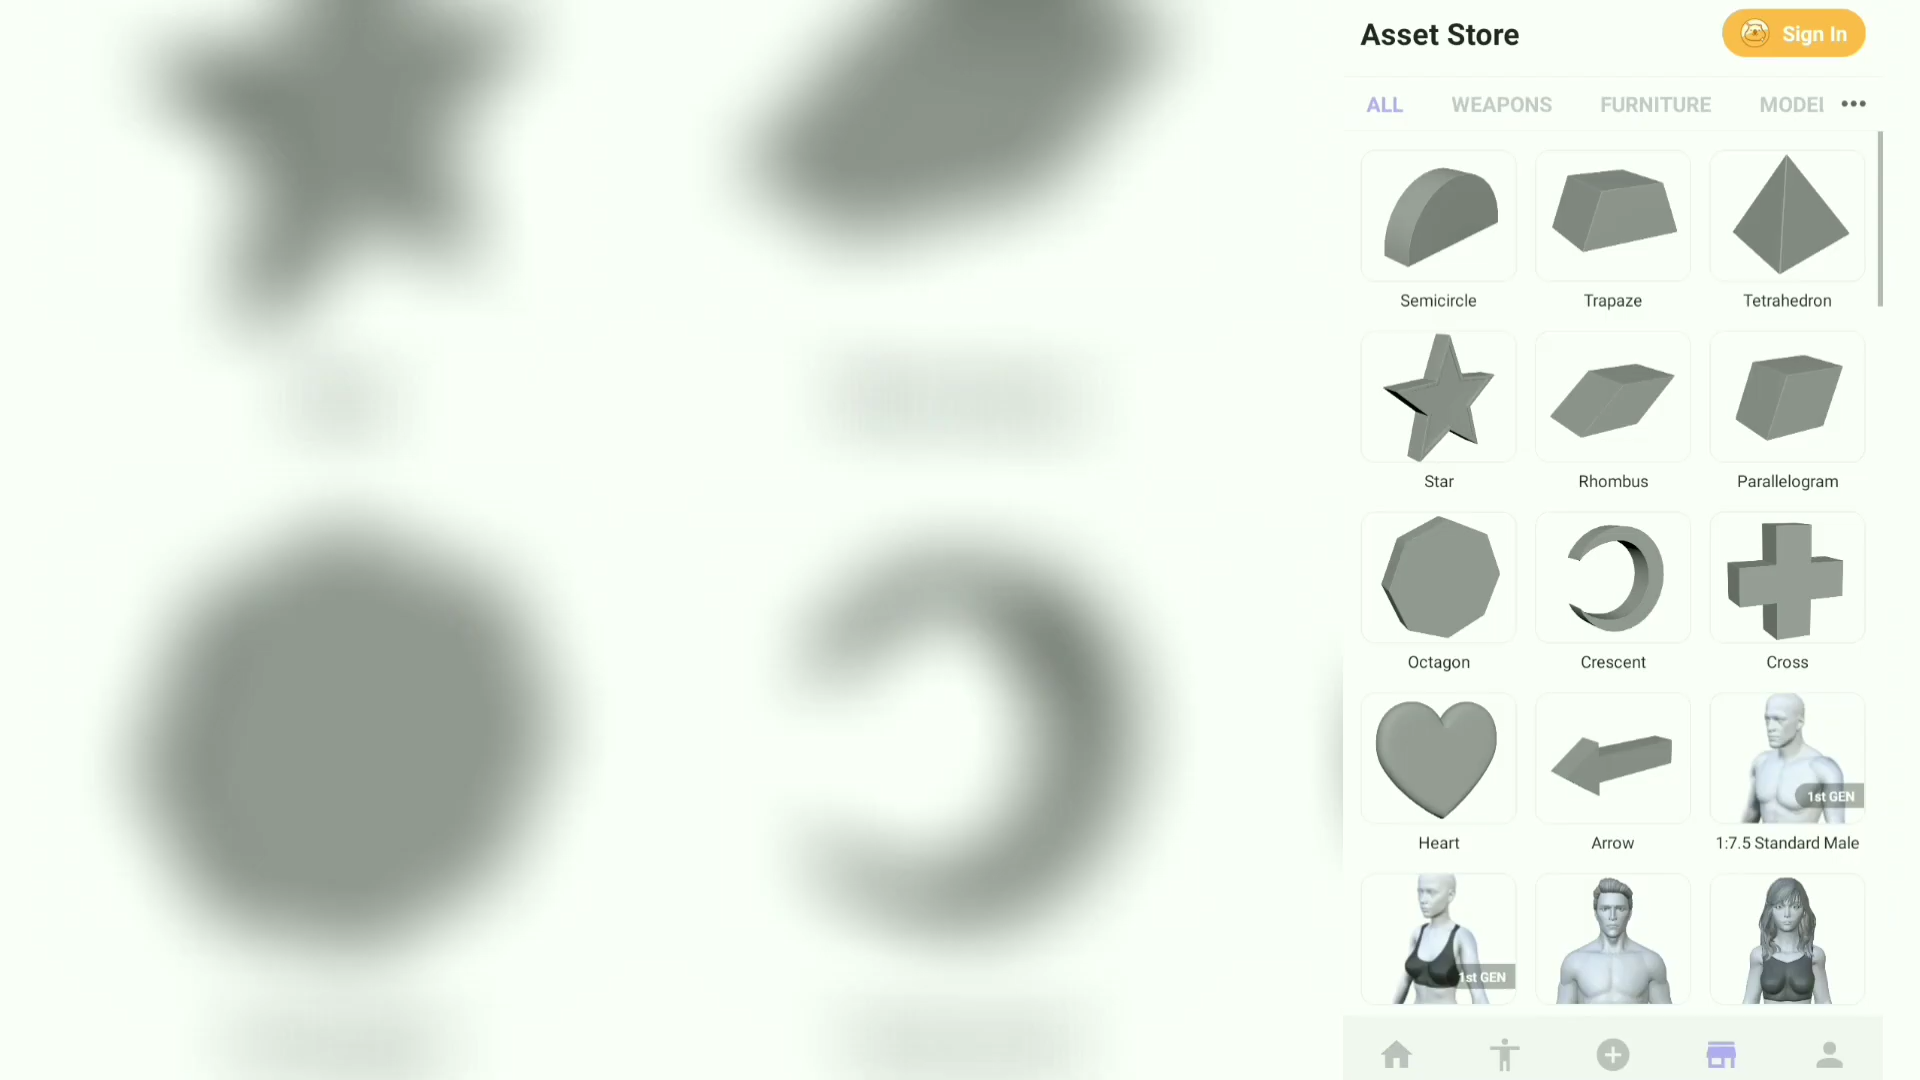 Asset Store
Sign In
ALL WEAPONS FURNITURE MODEL
Semicircle Trapaze Tetrahedron
Star Rhombus Parallelogram
Octagon Crescent Cross
1st GEN
Heart Arrow 1:7.5 Standard Male
1st GEN